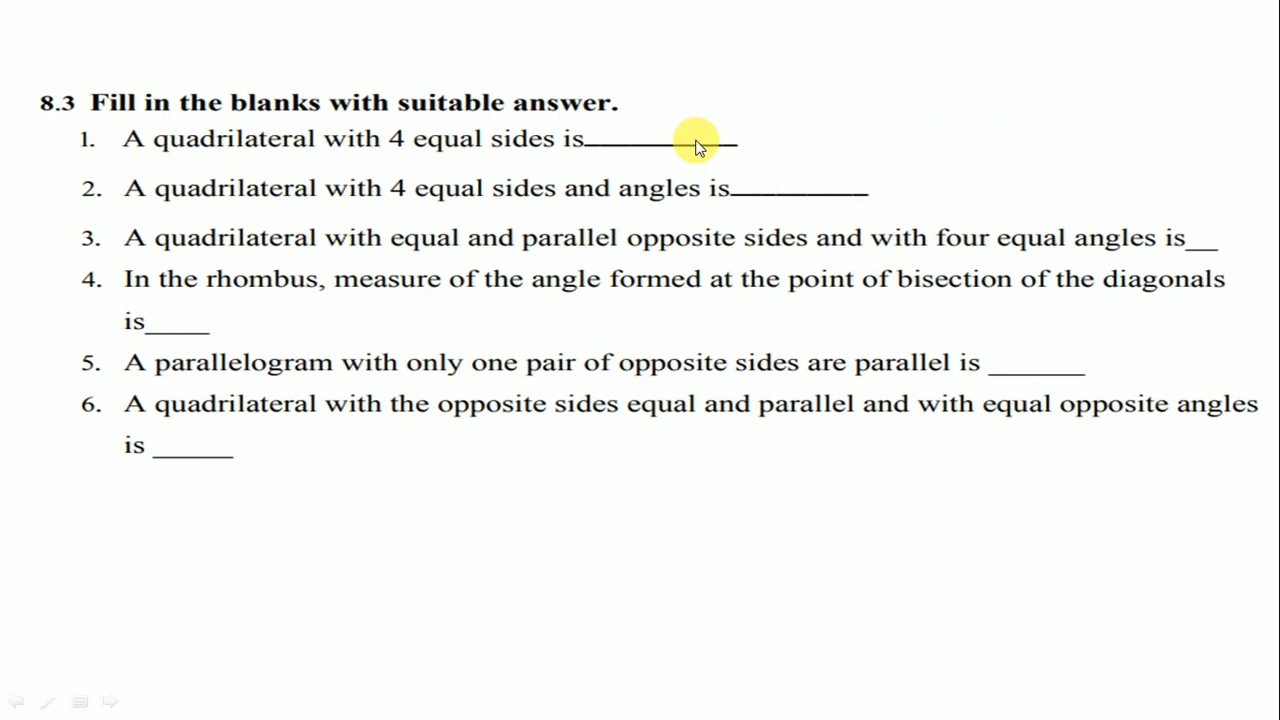 8.3 Fill in the blanks with suitable answer.
1. A quadrilateral with 4 equal sides is__________
2. A quadrilateral with 4 equal sides and angles is_________
3. A quadrilateral with equal and parallel opposite sides and with four equal angles is__
4. In the rhombus, measure of the angle formed at the point of bisection of the diagonals
is____
5. A parallelogram with only one pair of opposite sides are parallel is ______
6. A quadrilateral with the opposite sides equal and parallel and with equal opposite angles
is _____